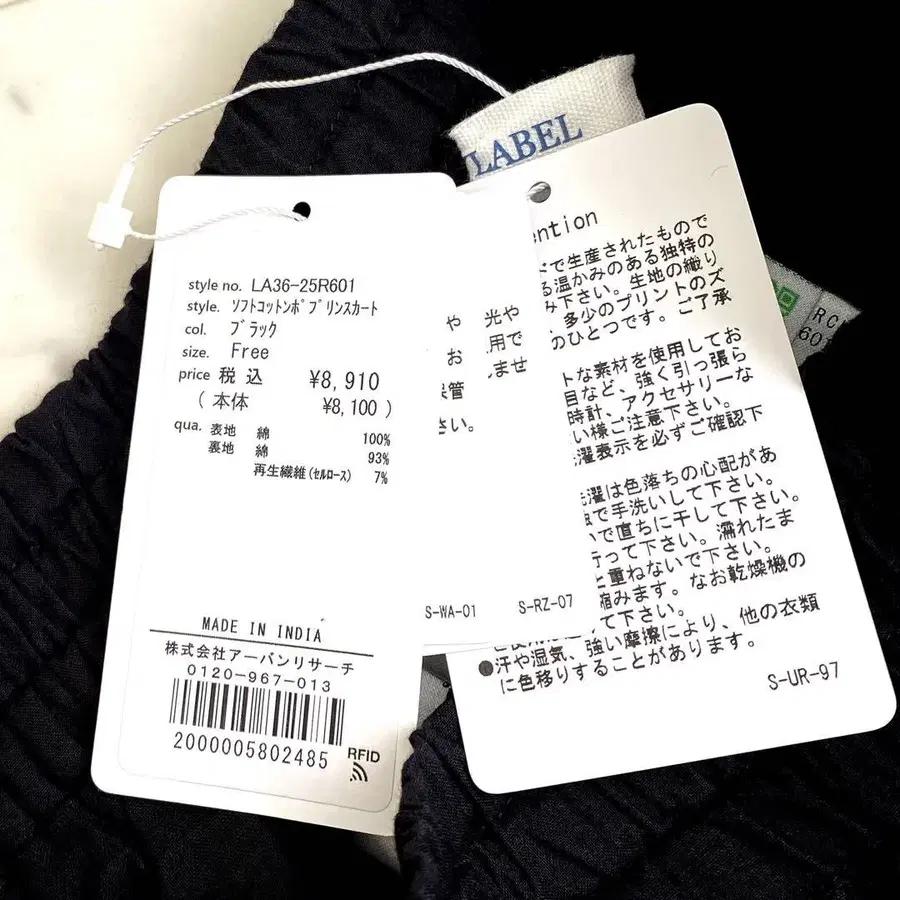 LABEL
style no. LA36-25R601
style. ソフトコットンポプリンスカート
col. ブラック
size. Free
price 税込 ¥8,910
(本体 ¥8,100 )
qua. 表地 綿 100%
裏地 綿 93%
再生繊維(セルロース) 7%
MADE IN INDIA
株式会社アーバンリサーチ
0120-967-013
2000005802485
RFID
や
お
保管
さい。
S-WA-01
光や
用で
しませ
S-RZ-07
ention
ドで生産されたもので
る温かみのある独特の
み下さい。生地の織り
多少のプリントのズ
のひとつです。ご了承
トな素材を使用してお
目など、強く引っ張ら
時計、アクセサリーな
い様ご注意下さい。
濯表示を必ずご確認下
洗濯は色落ちの心配があ
で手洗いして下さい。
いで直ちに干して下さい。
行って下さい。濡れたま
と重ねないで下さい。
縮みます。なお乾燥機の
て下さい。
●汗や湿気、強い摩擦により、他の衣類
に色移りすることがあります。
S-UR-97
RC
60